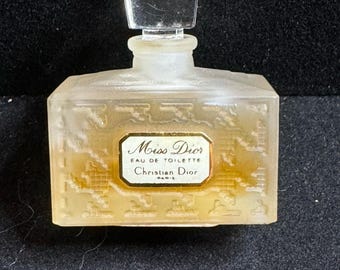 Miss Dior
EAU DE TOILETTE
Christian Dior
PARIS